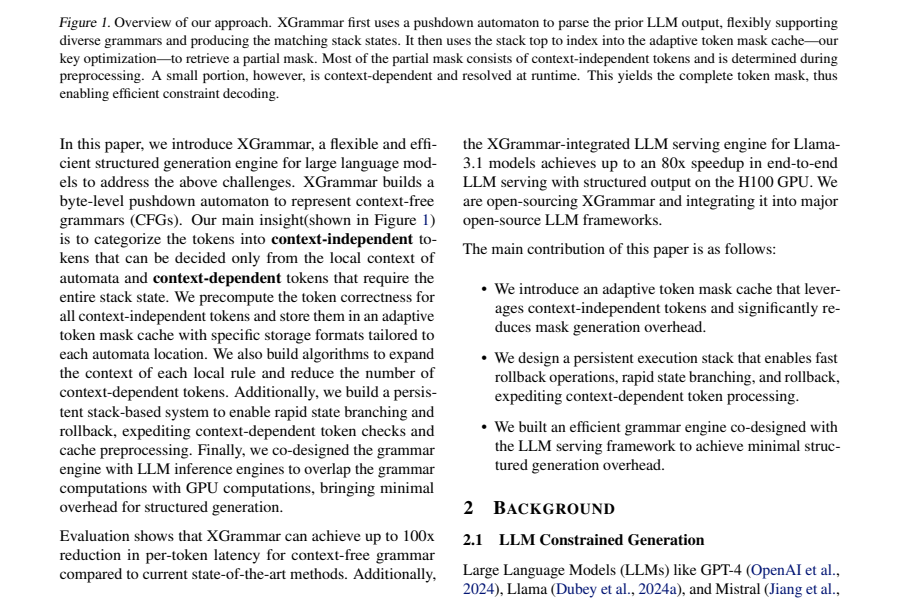 Figure 1. Overview of our approach. XGrammar first uses a pushdown automaton to parse the prior LLM output, flexibly supporting
diverse grammars and producing the matching stack states. It then uses the stack top to index into the adaptive token mask cache—our
key optimization—to retrieve a partial mask. Most of the partial mask consists of context-independent tokens and is determined during
preprocessing. A small portion, however, is context-dependent and resolved at runtime. This yields the complete token mask, thus
enabling efficient constraint decoding.
In this paper, we introduce XGrammar, a flexible and effi-
cient structured generation engine for large language mod-
els to address the above challenges. XGrammar builds a
byte-level pushdown automaton to represent context-free
grammars (CFGs). Our main insight(shown in Figure 1)
is to categorize the tokens into context-independent to-
kens that can be decided only from the local context of
automata and context-dependent tokens that require the
entire stack state. We precompute the token correctness for
all context-independent tokens and store them in an adaptive
token mask cache with specific storage formats tailored to
each automata location. We also build algorithms to expand
the context of each local rule and reduce the number of
context-dependent tokens. Additionally, we build a persis-
tent stack-based system to enable rapid state branching and
rollback, expediting context-dependent token checks and
cache preprocessing. Finally, we co-designed the grammar
engine with LLM inference engines to overlap the grammar
computations with GPU computations, bringing minimal
overhead for structured generation.
Evaluation shows that XGrammar can achieve up to 100x
reduction in per-token latency for context-free grammar
compared to current state-of-the-art methods. Additionally,
the XGrammar-integrated LLM serving engine for Llama-
3.1 models achieves up to an 80x speedup in end-to-end
LLM serving with structured output on the H100 GPU. We
are open-sourcing XGrammar and integrating it into major
open-source LLM frameworks.
The main contribution of this paper is as follows:
• We introduce an adaptive token mask cache that lever-
ages context-independent tokens and significantly re-
duces mask generation overhead.
• We design a persistent execution stack that enables fast
rollback operations, rapid state branching, and rollback,
expediting context-dependent token processing.
• We built an efficient grammar engine co-designed with
the LLM serving framework to achieve minimal struc-
tured generation overhead.
2 BACKGROUND
2.1 LLM Constrained Generation
Large Language Models (LLMs) like GPT-4 (OpenAI et al.,
2024), Llama (Dubey et al., 2024a), and Mistral (Jiang et al.,